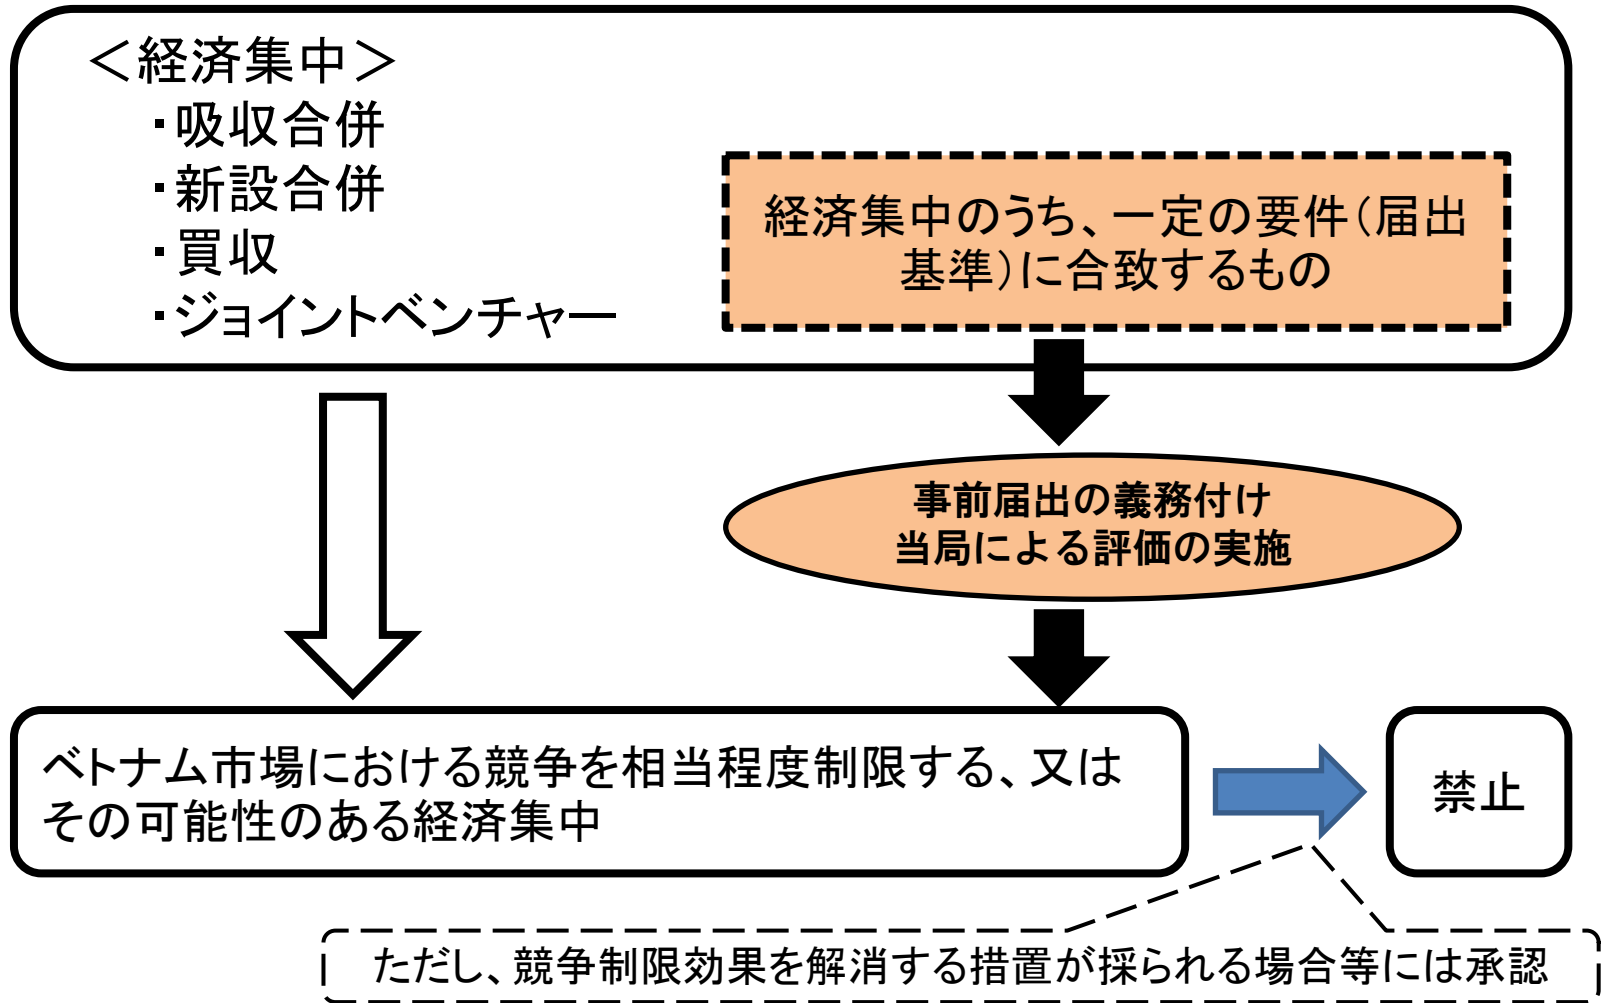 ＜経済集中＞
・吸収合併
・新設合併
・買収
・ジョイントベンチャー
経済集中のうち、一定の要件（届出
基準）に合致するもの
事前届出の義務付け
当局による評価の実施
ベトナム市場における競争を相当程度制限する、又は
その可能性のある経済集中
禁止
ただし、競争制限効果を解消する措置が採られる場合等には承認